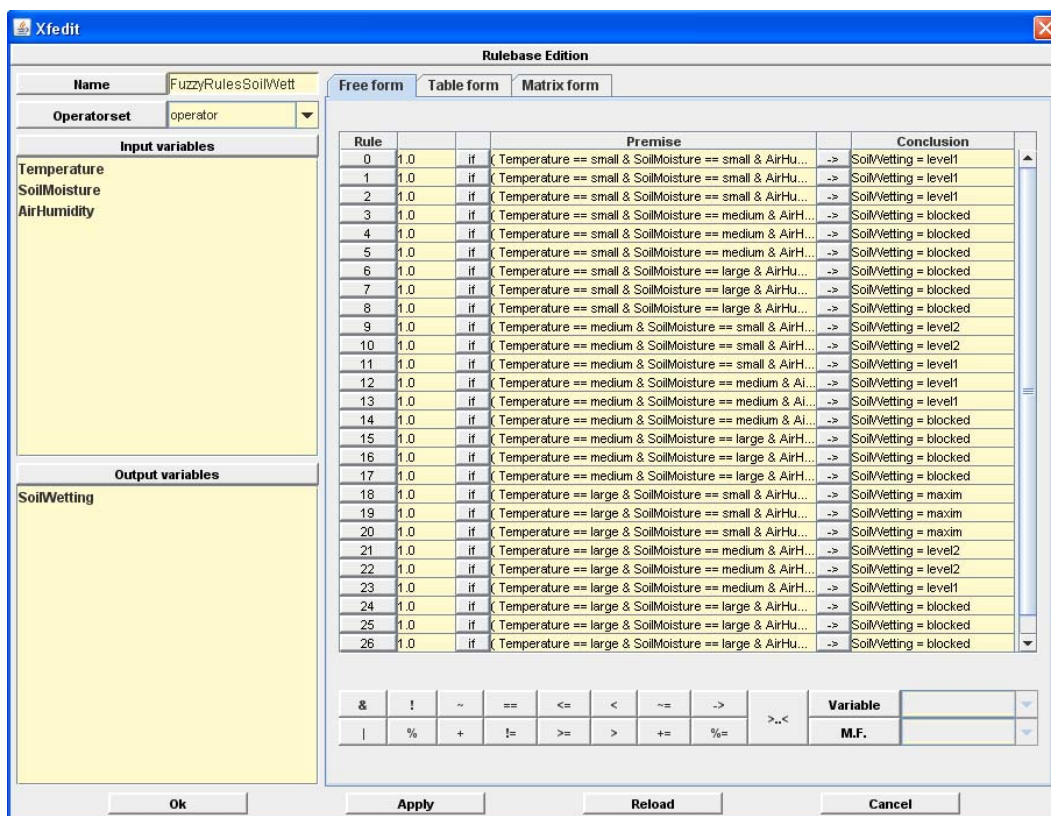 Xfedit
Rulebase Edition
Name FuzzyRulesSoilWett
Operatorset operator
Input variables
Temperature
SoilMoisture
AirHumidity
Output variables
SoilWetting
Free form Table form Matrix form
Rule Premise Conclusion
0 1.0 if ( Temperature == small & SoilMoisture == small & AirHu... -> SoilWetting = level1
1 1.0 if ( Temperature == small & SoilMoisture == small & AirHu... -> SoilWetting = level1
2 1.0 if ( Temperature == small & SoilMoisture == small & AirHu... -> SoilWetting = level1
3 1.0 if ( Temperature == small & SoilMoisture == medium & AirH... -> SoilWetting = blocked
4 1.0 if ( Temperature == small & SoilMoisture == medium & AirH... -> SoilWetting = blocked
5 1.0 if ( Temperature == small & SoilMoisture == medium & AirH... -> SoilWetting = blocked
6 1.0 if ( Temperature == small & SoilMoisture == large & AirHu... -> SoilWetting = blocked
7 1.0 if ( Temperature == small & SoilMoisture == large & AirHu... -> SoilWetting = blocked
8 1.0 if ( Temperature == small & SoilMoisture == large & AirHu... -> SoilWetting = blocked
9 1.0 if ( Temperature == medium & SoilMoisture == small & AirH... -> SoilWetting = level2
10 1.0 if ( Temperature == medium & SoilMoisture == small & AirH... -> SoilWetting = level2
11 1.0 if ( Temperature == medium & SoilMoisture == small & AirH... -> SoilWetting = level1
12 1.0 if ( Temperature == medium & SoilMoisture == medium & Ai... -> SoilWetting = level1
13 1.0 if ( Temperature == medium & SoilMoisture == medium & Ai... -> SoilWetting = level1
14 1.0 if ( Temperature == medium & SoilMoisture == medium & Ai... -> SoilWetting = blocked
15 1.0 if ( Temperature == medium & SoilMoisture == large & AirH... -> SoilWetting = blocked
16 1.0 if ( Temperature == medium & SoilMoisture == large & AirH... -> SoilWetting = blocked
17 1.0 if ( Temperature == medium & SoilMoisture == large & AirH... -> SoilWetting = blocked
18 1.0 if ( Temperature == large & SoilMoisture == small & AirHu... -> SoilWetting = maxim
19 1.0 if ( Temperature == large & SoilMoisture == small & AirHu... -> SoilWetting = maxim
20 1.0 if ( Temperature == large & SoilMoisture == small & AirHu... -> SoilWetting = maxim
21 1.0 if ( Temperature == large & SoilMoisture == medium & AirH... -> SoilWetting = level2
22 1.0 if ( Temperature == large & SoilMoisture == medium & AirH... -> SoilWetting = level2
23 1.0 if ( Temperature == large & SoilMoisture == medium & AirH... -> SoilWetting = level1
24 1.0 if ( Temperature == large & SoilMoisture == large & AirHu... -> SoilWetting = blocked
25 1.0 if ( Temperature == large & SoilMoisture == large & AirHu... -> SoilWetting = blocked
26 1.0 if ( Temperature == large & SoilMoisture == large & AirHu... -> SoilWetting = blocked
& ! ~ == <= < ~= -> >..< Variable
| % + != >= > += %= M.F.
Ok Apply Reload Cancel